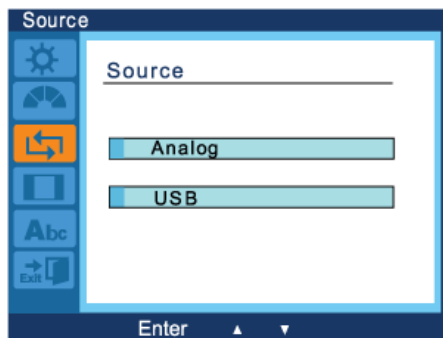 Source
Source
Analog
USB
Abc
Exit
Enter ▲ ▼